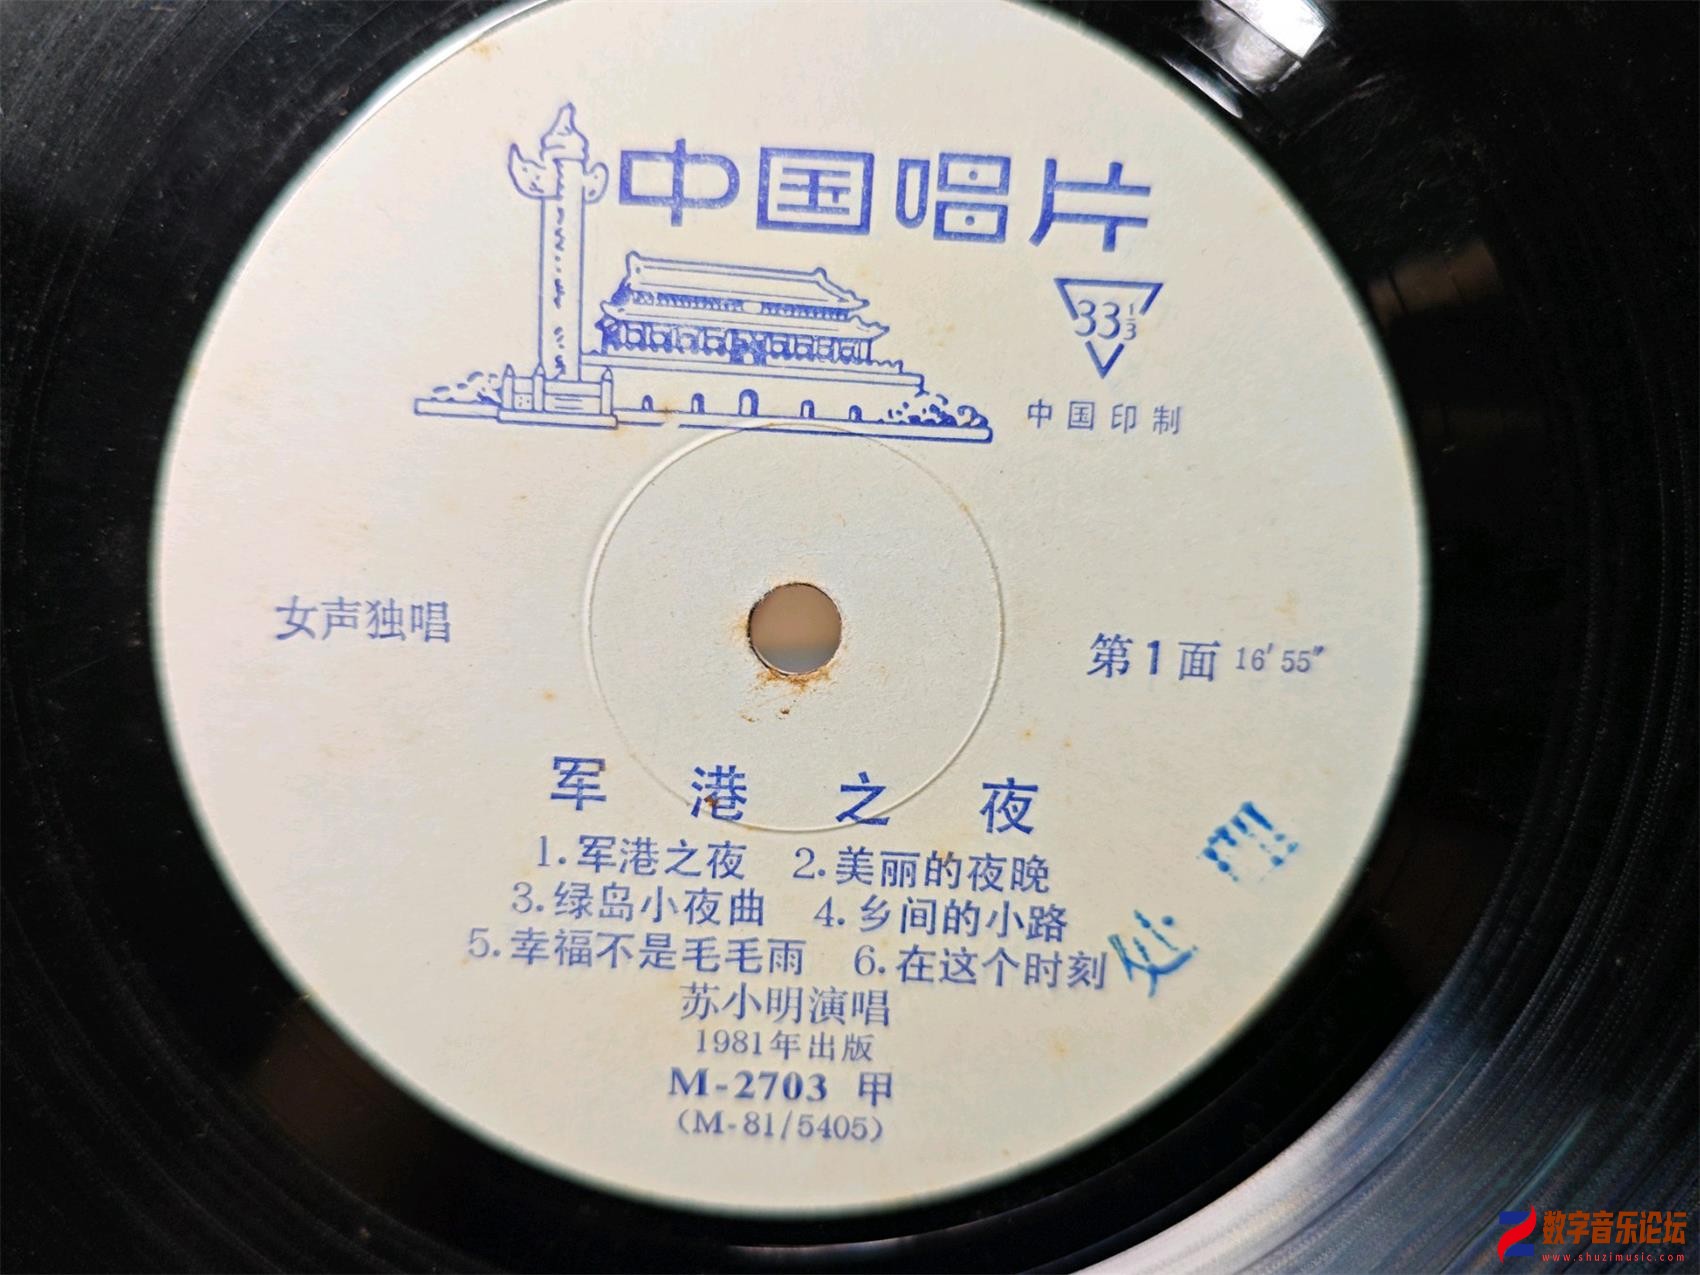 中国唱片
33 1/3
中国印制
女声独唱
第1面 16′55″
军港之夜
1.军港之夜 2.美丽的夜晚
3.绿岛小夜曲 4.乡间的小路
5.幸福不是毛毛雨 6.在这个时刻
苏小明演唱
1981年出版
M-2703 甲
(M-81/5405)
数字音乐论坛
www.shuzimusic.com